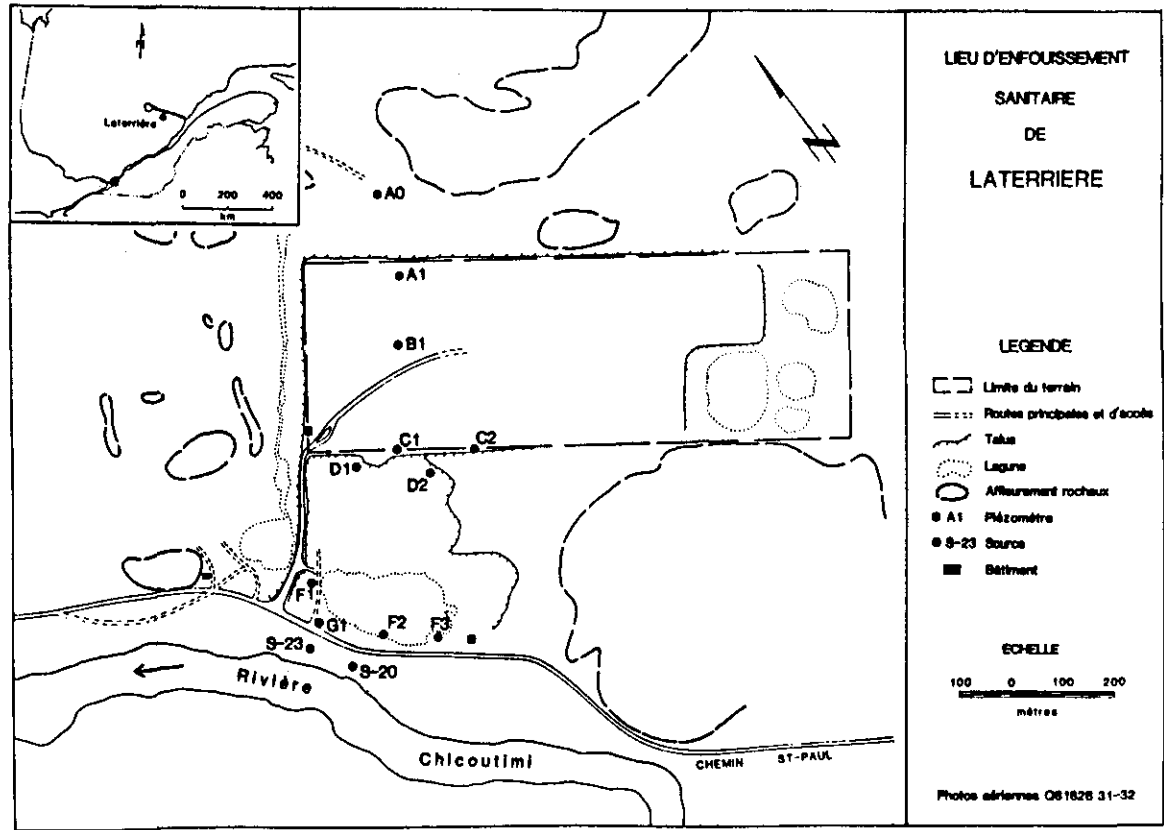 N
Laterrière
0 200 400
km
A0
A1
B1
C1 C2
D1 D2
F1
G1 F2 F3
S-23
S-20
Rivière
Chicoutimi
CHEMIN ST-PAUL
N
LIEU D'ENFOUISSEMENT
SANITAIRE
DE
LATERRIERE
LEGENDE
Limite du terrain
Routes principales et d'accès
Talus
Lagune
Affleurement rocheux
A1 Piézomètre
S-23 Source
Bâtiment
ECHELLE
100 0 100 200
mètres
Photos aériennes Q61626 31-32